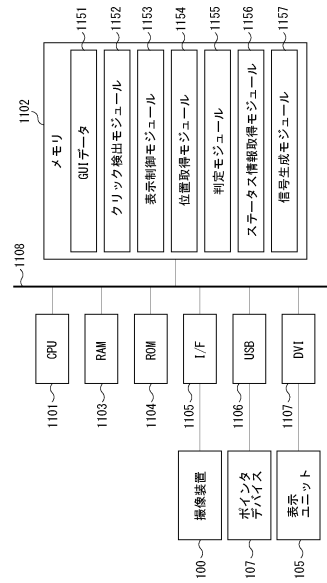 1102
メモリ
GUIデータ
1151
クリック検出モジュール
1152
表示制御モジュール
1153
位置取得モジュール
1154
判定モジュール
1155
ステータス情報取得モジュール
1156
信号生成モジュール
1157
1108
CPU
1101
RAM
1103
ROM
1104
I/F
1105
USB
1106
DVI
1107
撮像装置
100
ポインタ
デバイス
107
表示
ユニット
105